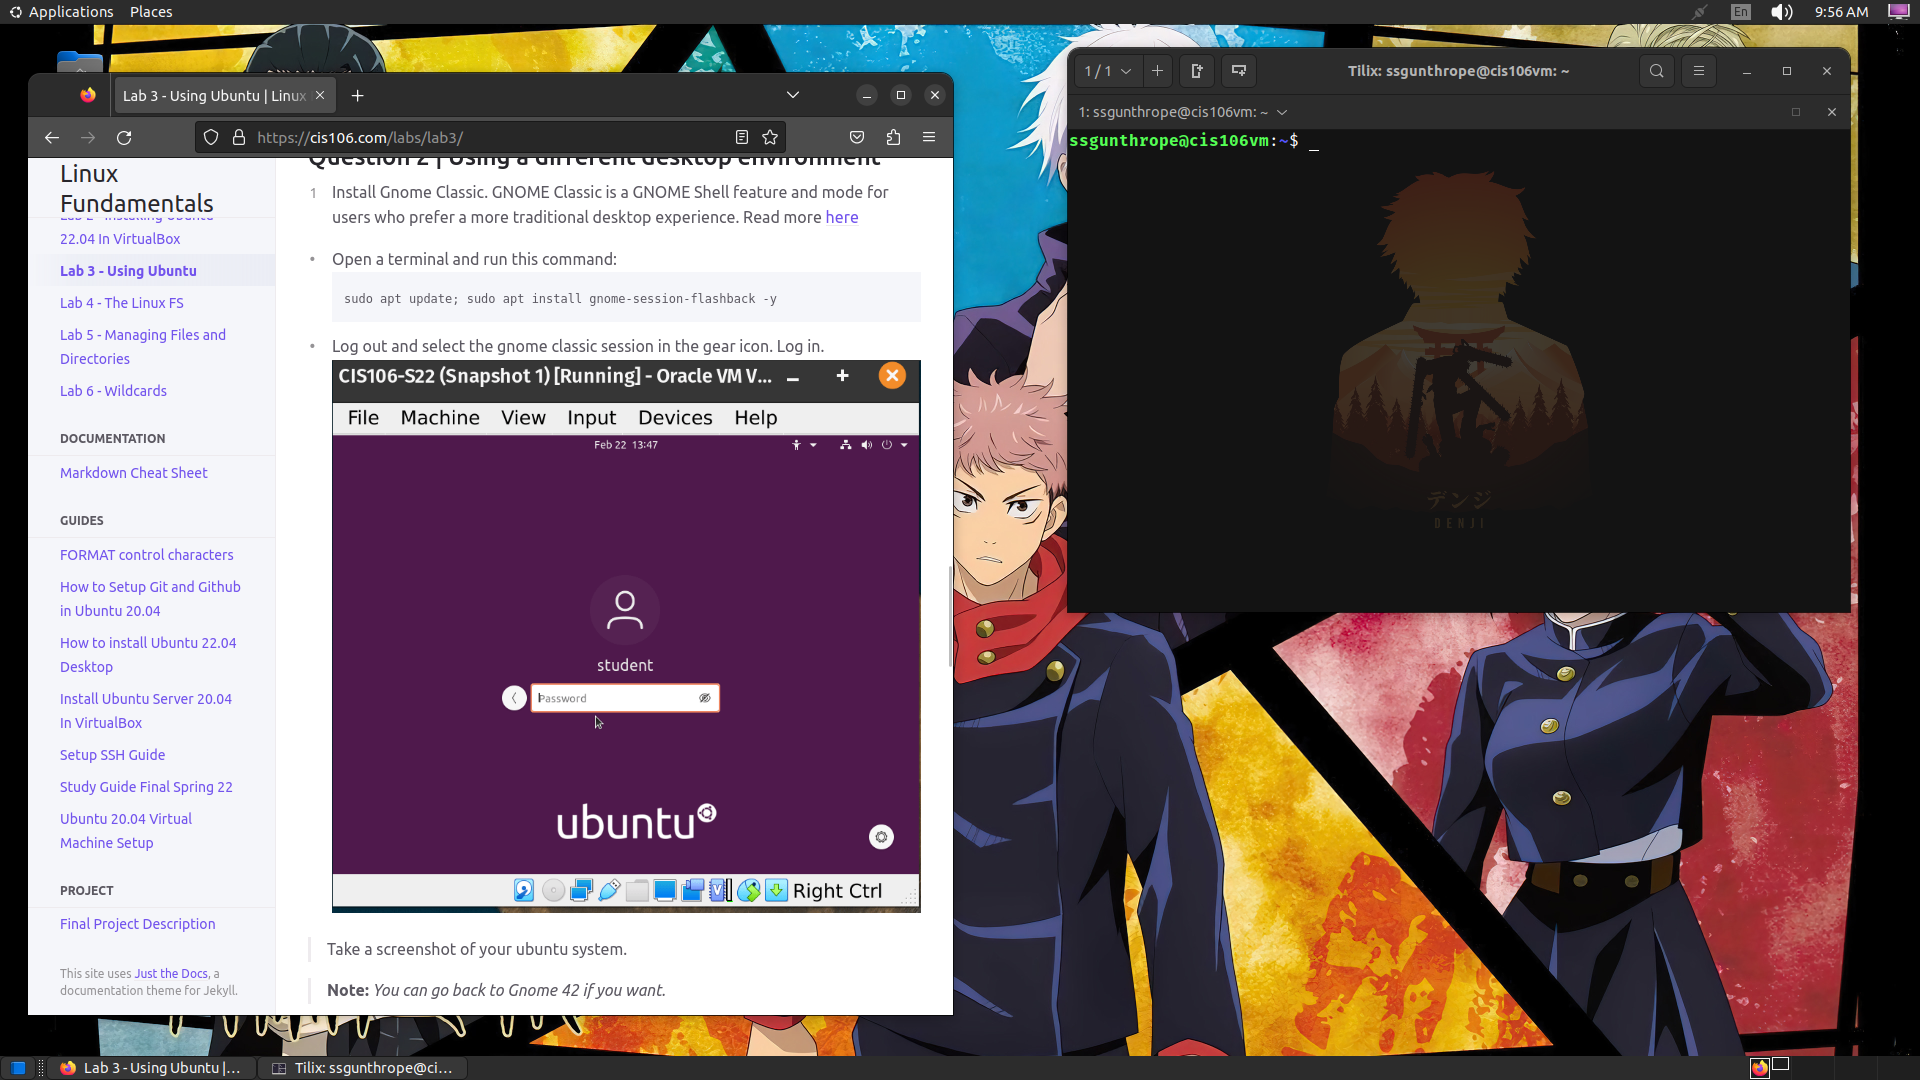 Applications Places
En 9:56 AM
Lab 3 - Using Ubuntu | Linux
https://cis106.com/labs/lab3/
Linux
Fundamentals
Lab 2 - Installing Ubuntu
22.04 In VirtualBox
Lab 3 - Using Ubuntu
Lab 4 - The Linux FS
Lab 5 - Managing Files and
Directories
Lab 6 - Wildcards
DOCUMENTATION
Markdown Cheat Sheet
GUIDES
FORMAT control characters
How to Setup Git and Github
in Ubuntu 20.04
How to install Ubuntu 22.04
Desktop
Install Ubuntu Server 20.04
In VirtualBox
Setup SSH Guide
Study Guide Final Spring 22
Ubuntu 20.04 Virtual
Machine Setup
PROJECT
Final Project Description
This site uses Just the Docs, a
documentation theme for Jekyll.
Question 2 | Using a different desktop environment
1 Install Gnome Classic. GNOME Classic is a GNOME Shell feature and mode for
users who prefer a more traditional desktop experience. Read more here
• Open a terminal and run this command:
sudo apt update; sudo apt install gnome-session-flashback -y
• Log out and select the gnome classic session in the gear icon. Log in.
CIS106-S22 (Snapshot 1) [Running] - Oracle VM V...
File Machine View Input Devices Help
Feb 22 13:47
student
Password
ubuntu
Right Ctrl
Take a screenshot of your ubuntu system.
Note: You can go back to Gnome 42 if you want.
1 / 1
Tilix: ssgunthrope@cis106vm: ~
1: ssgunthrope@cis106vm: ~
ssgunthrope@cis106vm:~$ _
デンジ
DENJI
Lab 3 - Using Ubuntu |...
Tilix: ssgunthrope@ci...